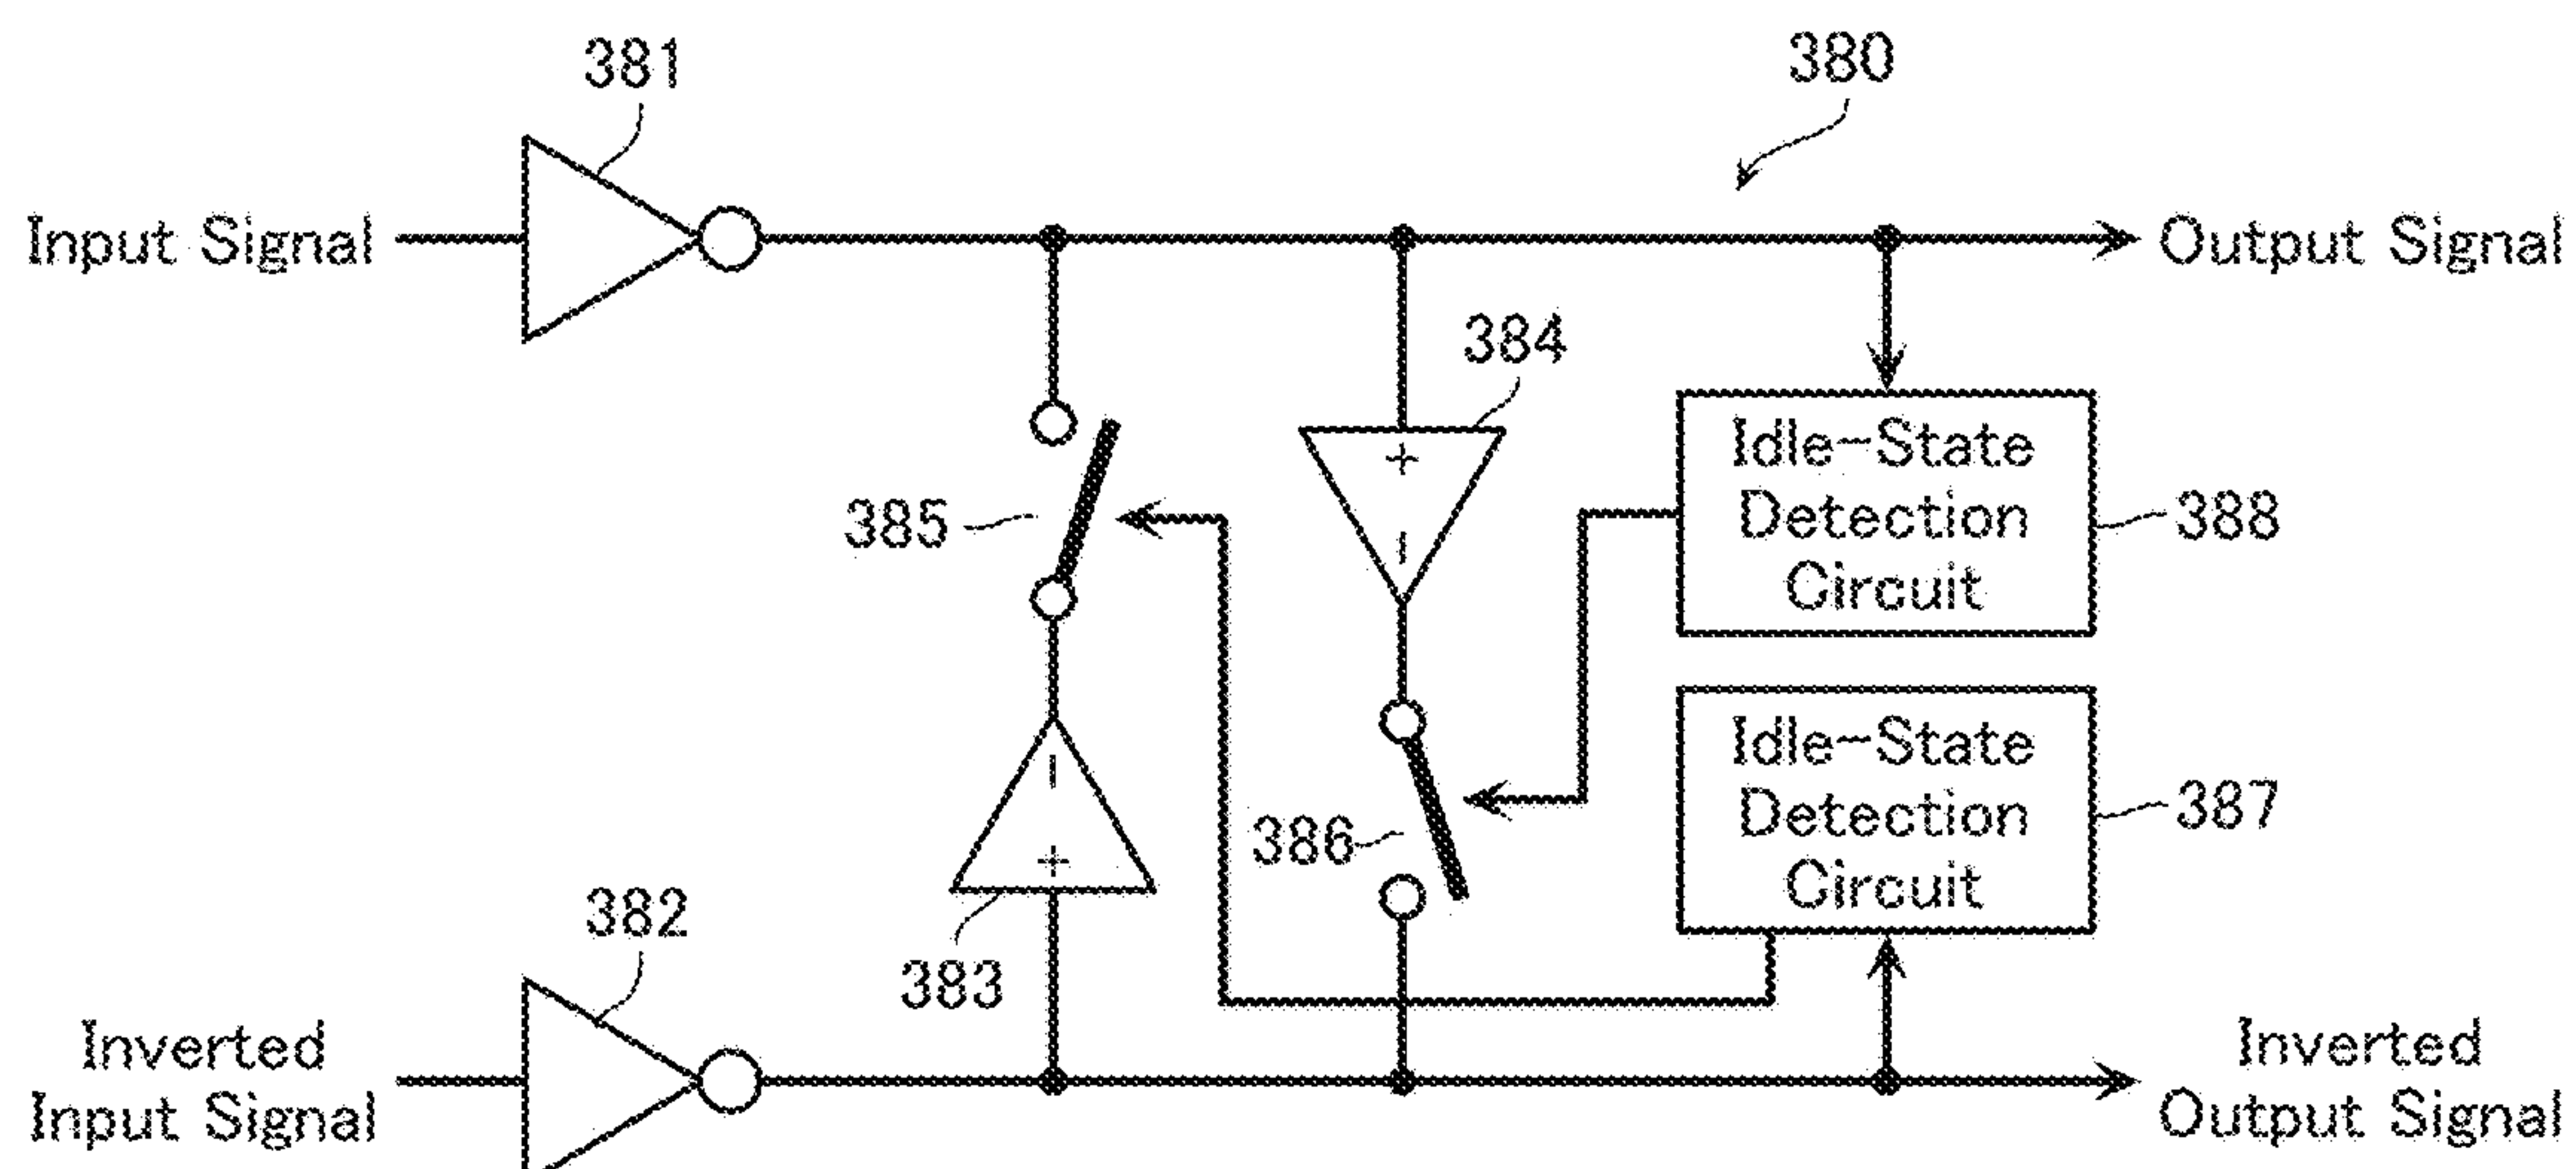 381
380
Input Signal
Output Signal
384
+
−
Idle-State
Detection
Circuit
388
385
Idle-State
Detection
Circuit
387
386
−
+
383
382
Inverted
Input Signal
Inverted
Output Signal